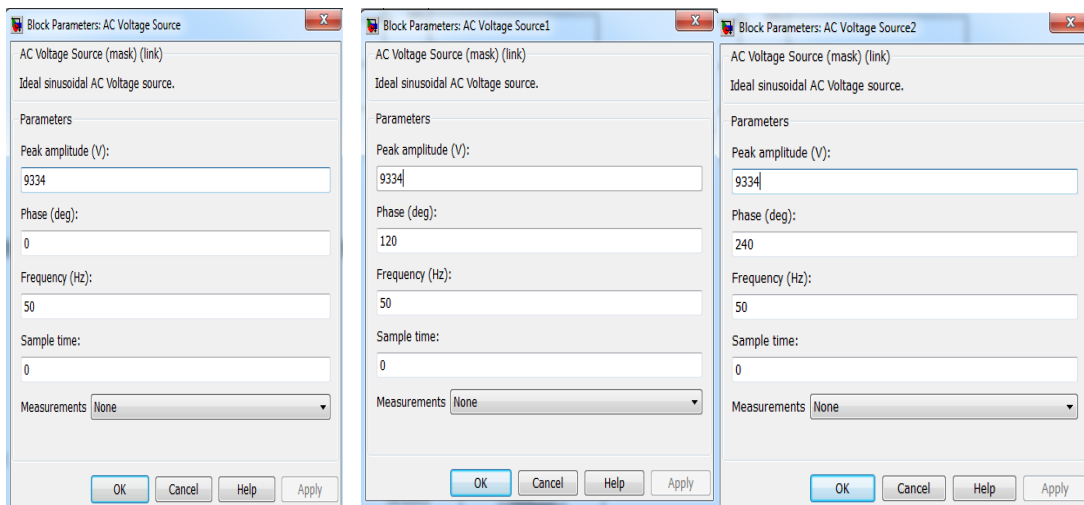 Block Parameters: AC Voltage Source
X
AC Voltage Source (mask) (link)
Ideal sinusoidal AC Voltage source.
Parameters
Peak amplitude (V):
9334
Phase (deg):
0
Frequency (Hz):
50
Sample time:
0
Measurements None
OK Cancel Help Apply
Block Parameters: AC Voltage Source1
X
AC Voltage Source (mask) (link)
Ideal sinusoidal AC Voltage source.
Parameters
Peak amplitude (V):
9334
Phase (deg):
120
Frequency (Hz):
50
Sample time:
0
Measurements None
OK Cancel Help Apply
Block Parameters: AC Voltage Source2
X
AC Voltage Source (mask) (link)
Ideal sinusoidal AC Voltage source.
Parameters
Peak amplitude (V):
9334
Phase (deg):
240
Frequency (Hz):
50
Sample time:
0
Measurements None
OK Cancel Help Apply